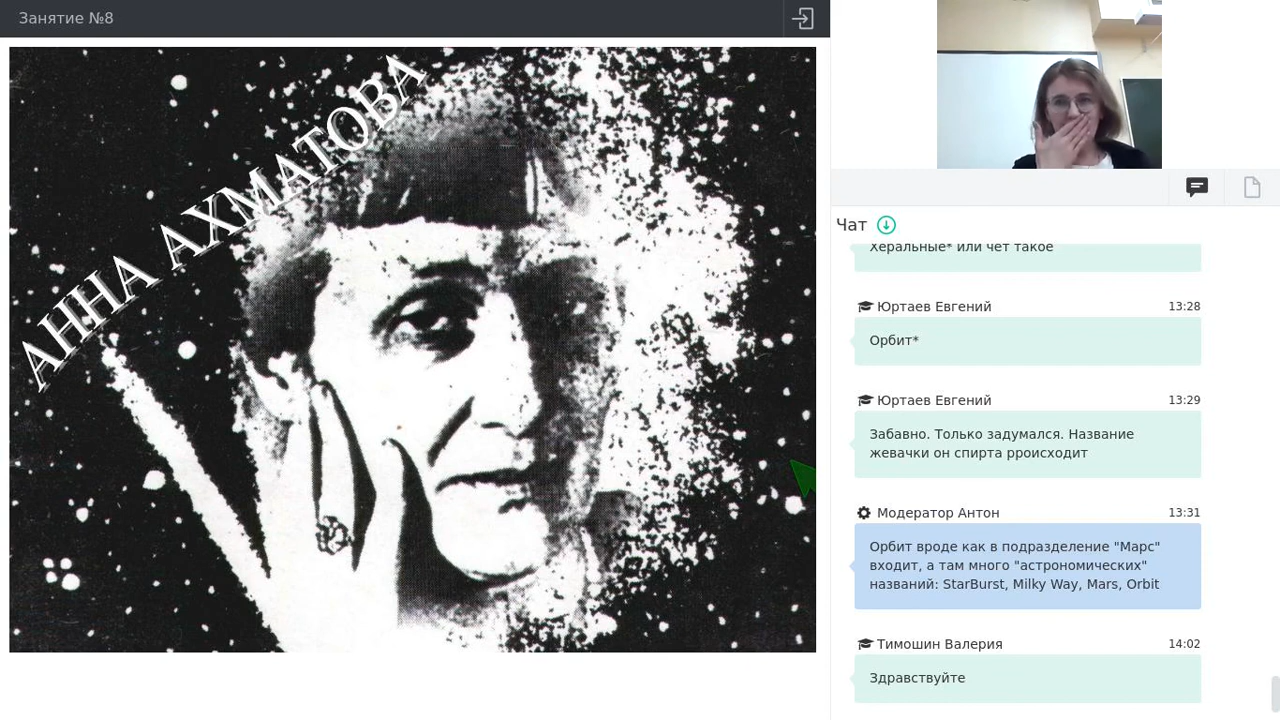 Занятие №8
АННА АХМАТОВА
Чат
Херальные* или чет такое
Юртаев Евгений
13:28
Орбит*
Юртаев Евгений
13:29
Забавно. Только задумался. Название
жевачки он спирта рроисходит
Модератор Антон
13:31
Орбит вроде как в подразделение "Марс"
входит, а там много "астрономических"
названий: StarBurst, Milky Way, Mars, Orbit
Тимошин Валерия
14:02
Здравствуйте